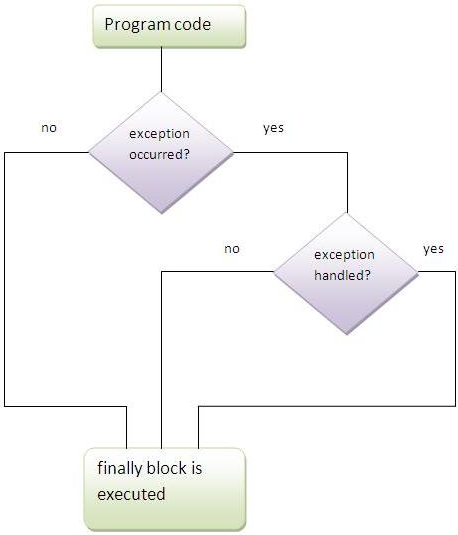 Program code
no
exception
occurred?
yes
no
exception
handled?
yes
finally block is
executed